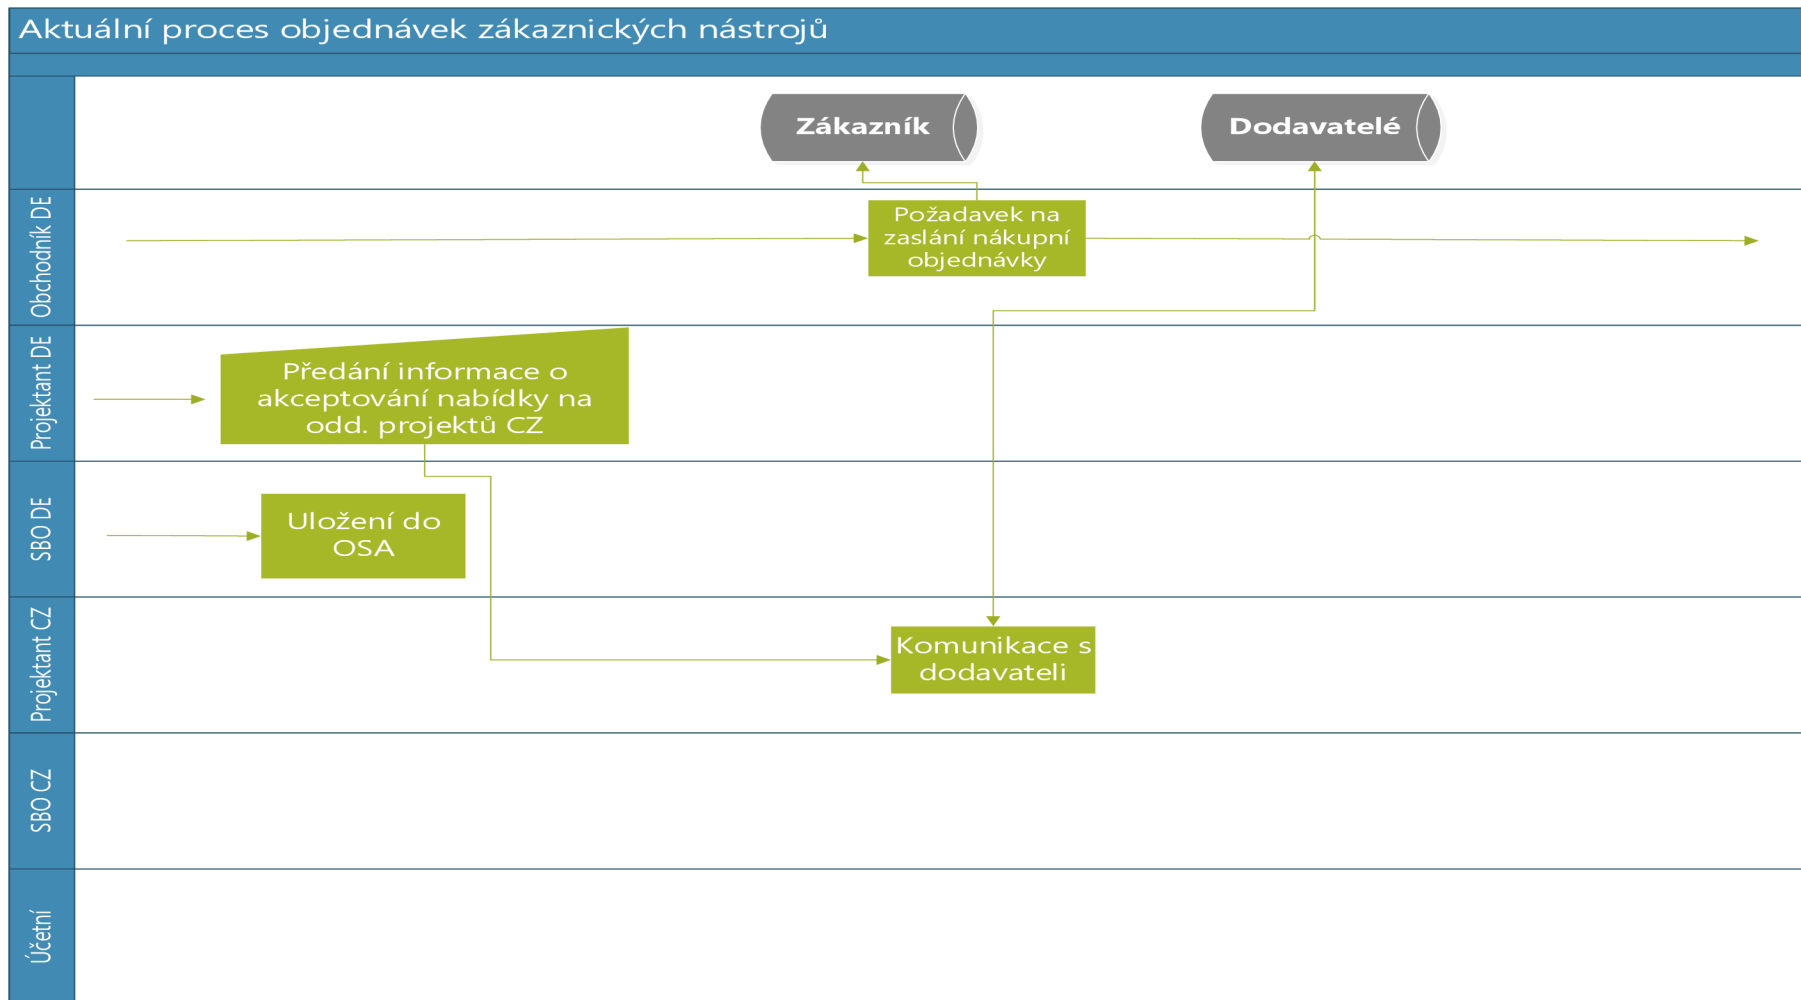 Aktuální proces objednávek zákaznických nástrojů
Zákazník
Dodavatelé
Obchodník DE
Požadavek na
zaslání nákupní
objednávky
Projektant DE
Předání informace o
akceptování nabídky na
odd. projektů CZ
SBO DE
Uložení do
OSA
Projektant CZ
Komunikace s
dodavateli
SBO CZ
Účetní